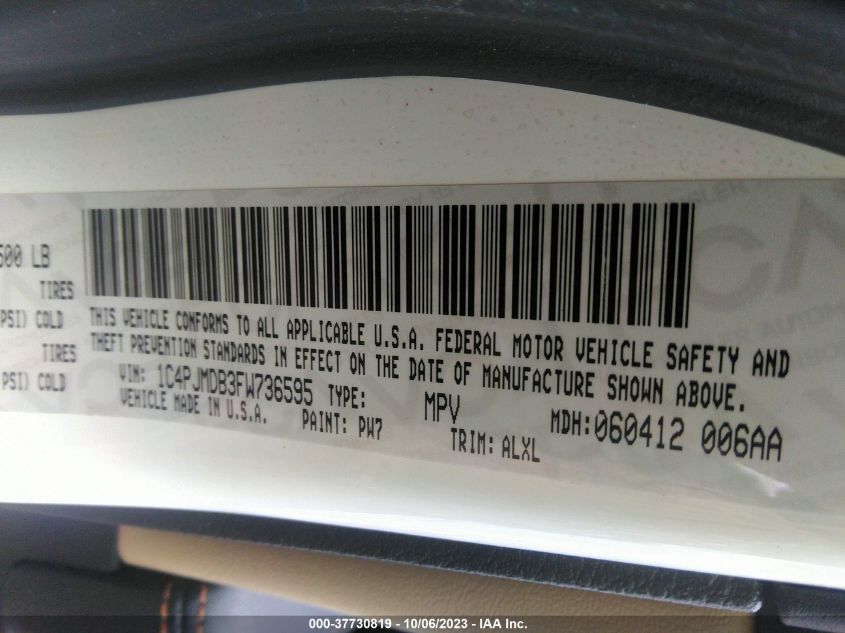 500 LB
TIRES
PSI) COLD
TIRES
PSI) COLD
THIS VEHICLE CONFORMS TO ALL APPLICABLE U.S.A. FEDERAL MOTOR VEHICLE SAFETY AND
THEFT PREVENTION STANDARDS IN EFFECT ON THE DATE OF MANUFACTURE SHOWN ABOVE.
VIN: 1C4PJMDB3FW736595 TYPE: MPV MDH:060412 006AA
VEHICLE MADE IN U.S.A. PAINT: PW7 TRIM: ALXL
000-37730819 - 10/06/2023 - IAA Inc.